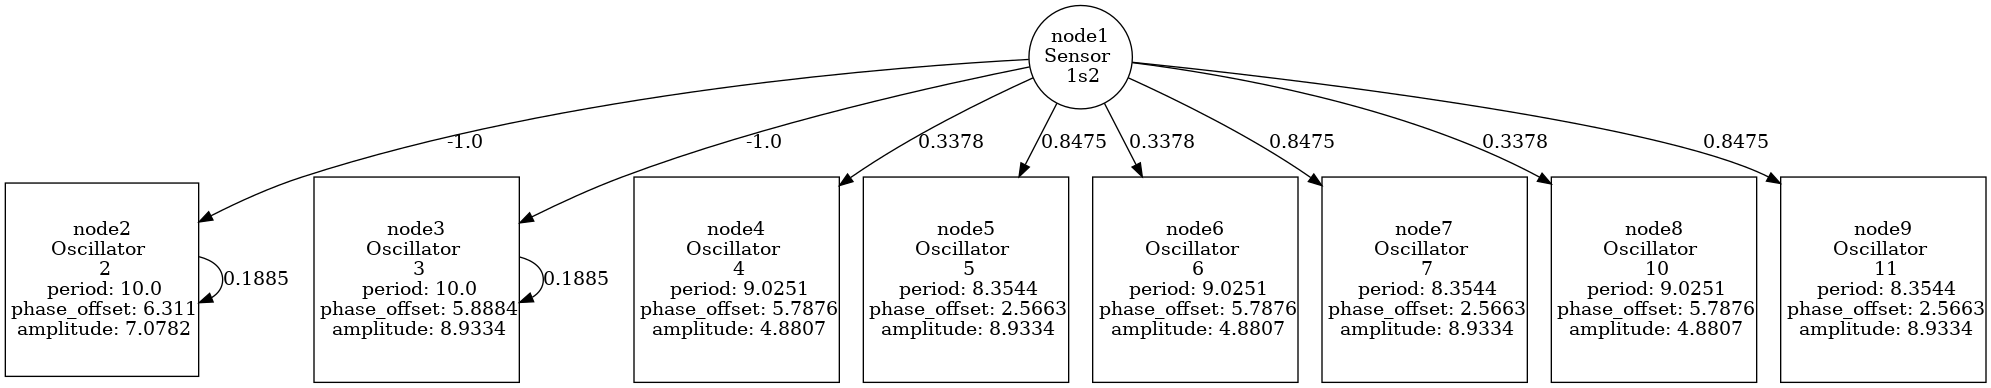 node1
Sensor
1s2
-1.0
-1.0
0.3378
0.8475
0.3378
0.8475
0.3378
0.8475
node2
Oscillator
2
period: 10.0
phase_offset: 6.311
amplitude: 7.0782
0.1885
node3
Oscillator
3
period: 10.0
phase_offset: 5.8884
amplitude: 8.9334
0.1885
node4
Oscillator
4
period: 9.0251
phase_offset: 5.7876
amplitude: 4.8807
node5
Oscillator
5
period: 8.3544
phase_offset: 2.5663
amplitude: 8.9334
node6
Oscillator
6
period: 9.0251
phase_offset: 5.7876
amplitude: 4.8807
node7
Oscillator
7
period: 8.3544
phase_offset: 2.5663
amplitude: 8.9334
node8
Oscillator
10
period: 9.0251
phase_offset: 5.7876
amplitude: 4.8807
node9
Oscillator
11
period: 8.3544
phase_offset: 2.5663
amplitude: 8.9334